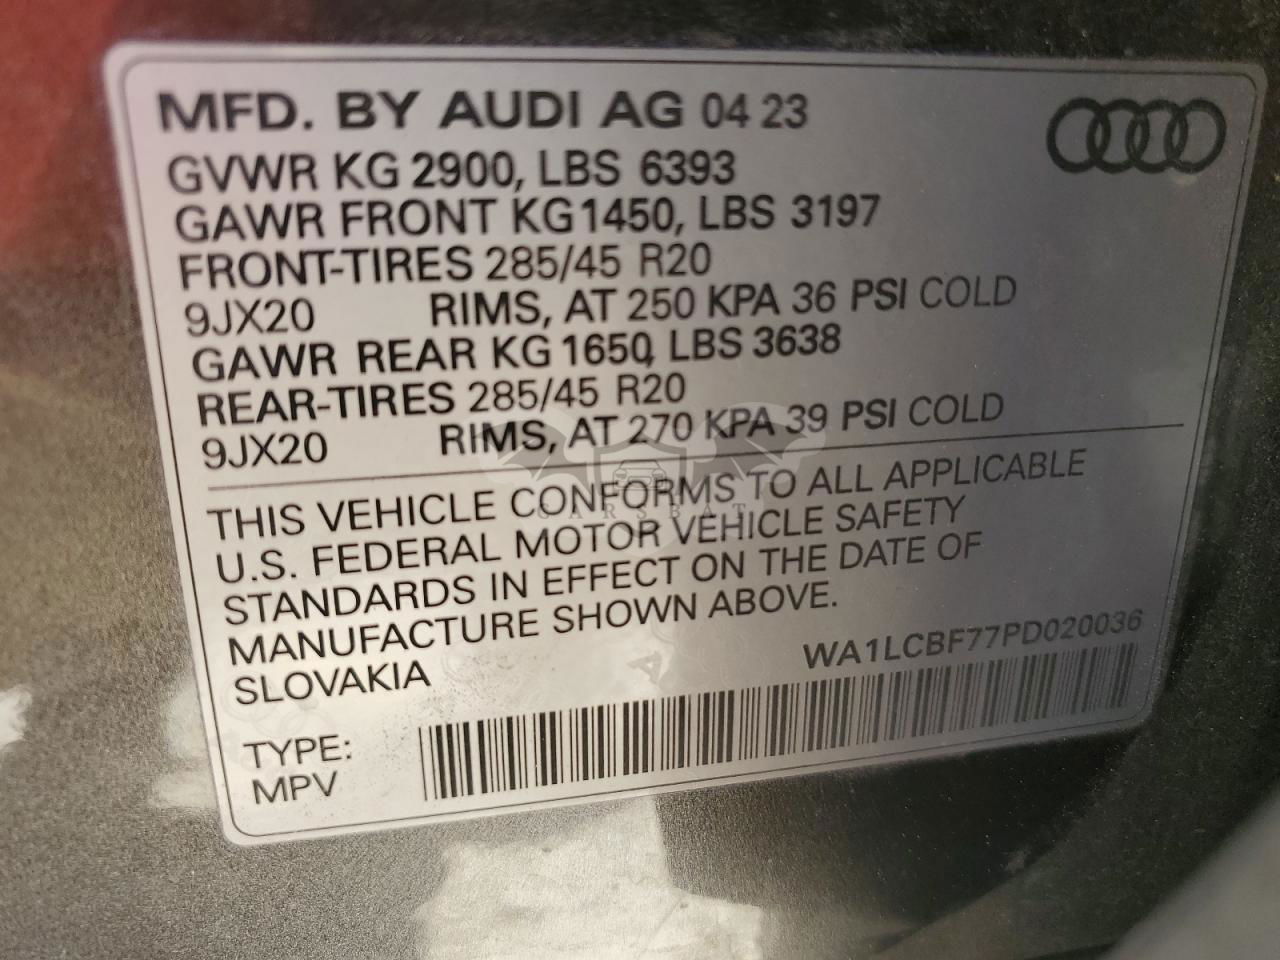 MFD. BY AUDI AG 04 23
GVWR KG 2900, LBS 6393
GAWR FRONT KG 1450, LBS 3197
FRONT-TIRES 285/45 R20
9JX20 RIMS, AT 250 KPA 36 PSI COLD
GAWR REAR KG 1650, LBS 3638
REAR-TIRES 285/45 R20
9JX20 RIMS, AT 270 KPA 39 PSI COLD
THIS VEHICLE CONFORMS TO ALL APPLICABLE
U.S. FEDERAL MOTOR VEHICLE SAFETY
STANDARDS IN EFFECT ON THE DATE OF
MANUFACTURE SHOWN ABOVE.
SLOVAKIA
WA1LCBF77PD020036
TYPE:
MPV
CARSBAT